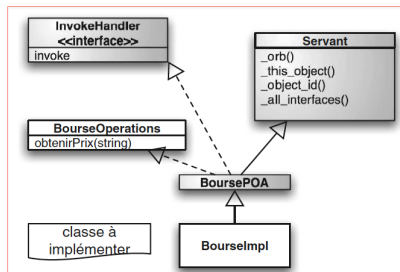 InvokeHandler
<<interface>>
invoke
Servant
_orb()
_this_object()
_object_id()
_all_interfaces()
BourseOperations
obtenirPrix(string)
BoursePOA
classe à
implémenter
BourseImpl